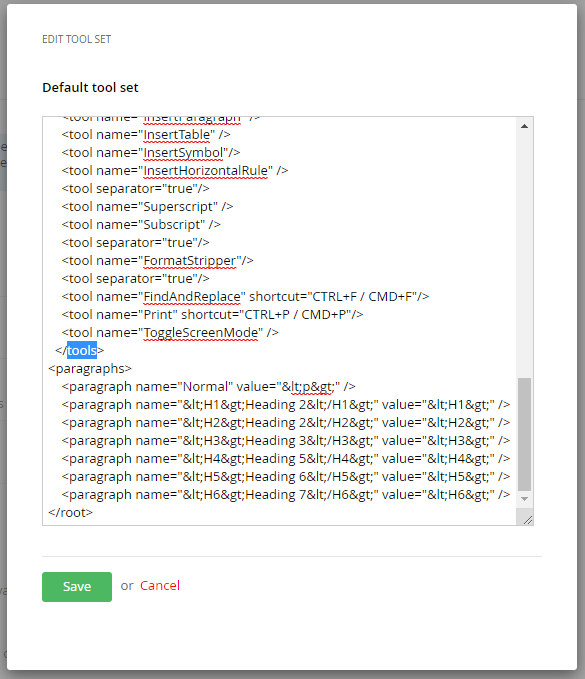 EDIT TOOL SET
Default tool set
<tool name="InsertParagraph" />
<tool name="InsertTable" />
<tool name="InsertSymbol"/>
<tool name="InsertHorizontalRule" />
<tool separator="true"/>
<tool name="Superscript" />
<tool name="Subscript" />
<tool separator="true"/>
<tool name="FormatStripper"/>
<tool separator="true"/>
<tool name="FindAndReplace" shortcut="CTRL+F / CMD+F"/>
<tool name="Print" shortcut="CTRL+P / CMD+P"/>
<tool name="ToggleScreenMode" />
</tools>
<paragraphs>
<paragraph name="Normal" value="&lt;p&gt;" />
<paragraph name="&lt;H1&gt;Heading 2&lt;/H1&gt;" value="&lt;H1&gt;" />
<paragraph name="&lt;H2&gt;Heading 2&lt;/H2&gt;" value="&lt;H2&gt;" />
<paragraph name="&lt;H3&gt;Heading 3&lt;/H3&gt;" value="&lt;H3&gt;" />
<paragraph name="&lt;H4&gt;Heading 5&lt;/H4&gt;" value="&lt;H4&gt;" />
<paragraph name="&lt;H5&gt;Heading 6&lt;/H5&gt;" value="&lt;H5&gt;" />
<paragraph name="&lt;H6&gt;Heading 7&lt;/H6&gt;" value="&lt;H6&gt;" />
</root>
Save or Cancel